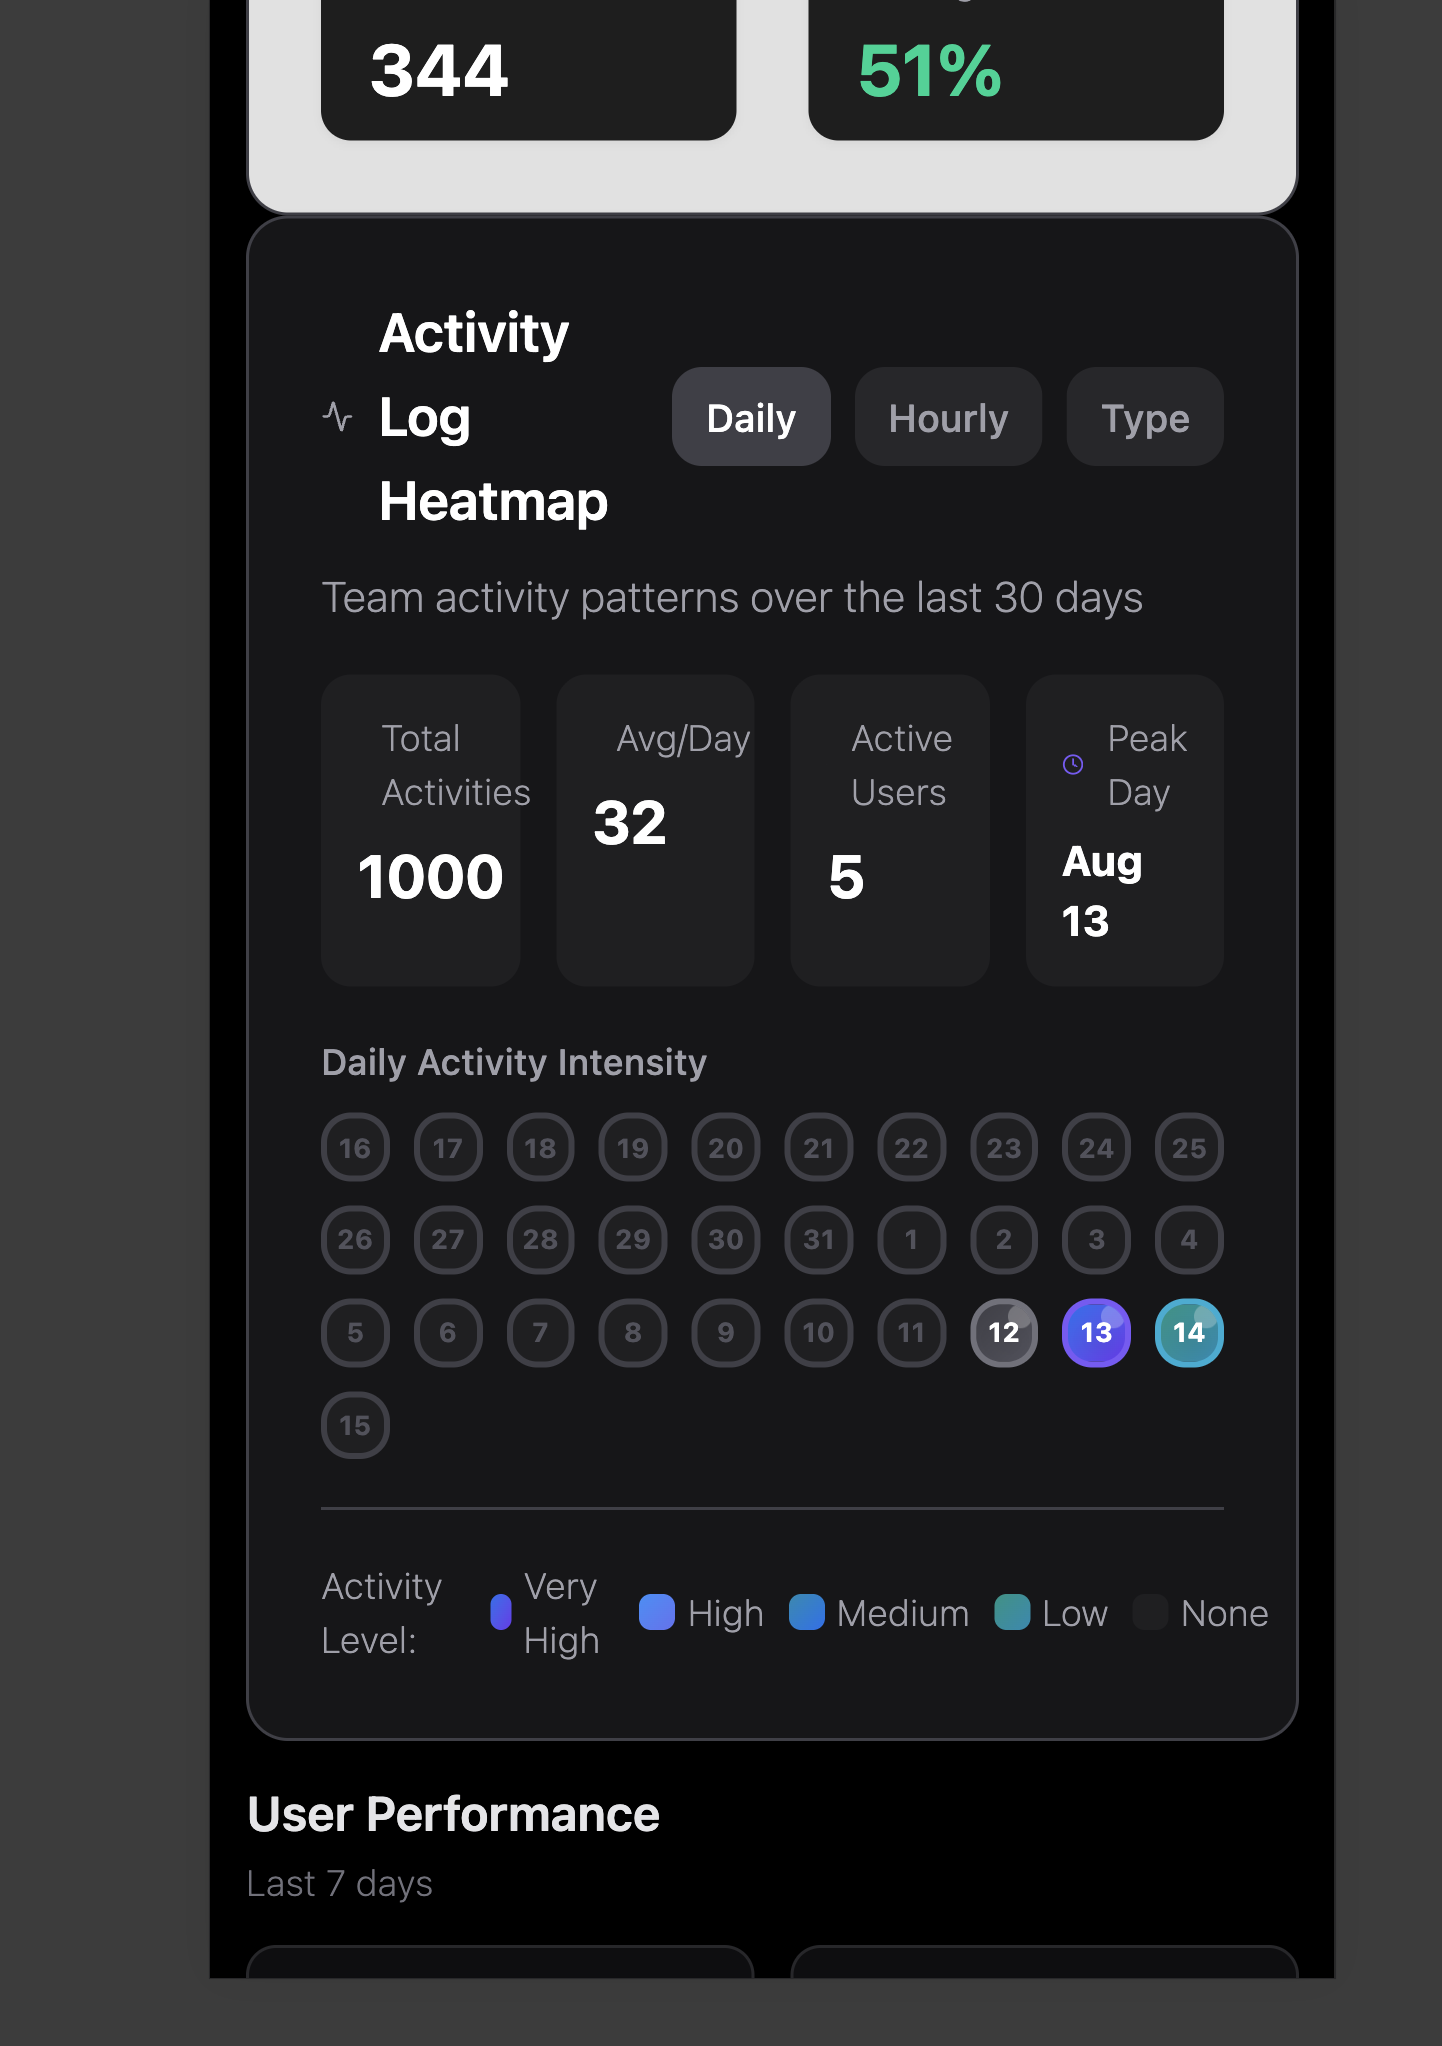 344
51%
Activity
Log
Heatmap
Daily
Hourly
Type
Team activity patterns over the last 30 days
Total
Activities
1000
Avg/Day
32
Active
Users
5
Peak
Day
Aug
13
Daily Activity Intensity
16 17 18 19 20 21 22 23 24 25
26 27 28 29 30 31 1 2 3 4
5 6 7 8 9 10 11 12 13 14
15
Activity
Level:
Very
High
High
Medium
Low
None
User Performance
Last 7 days